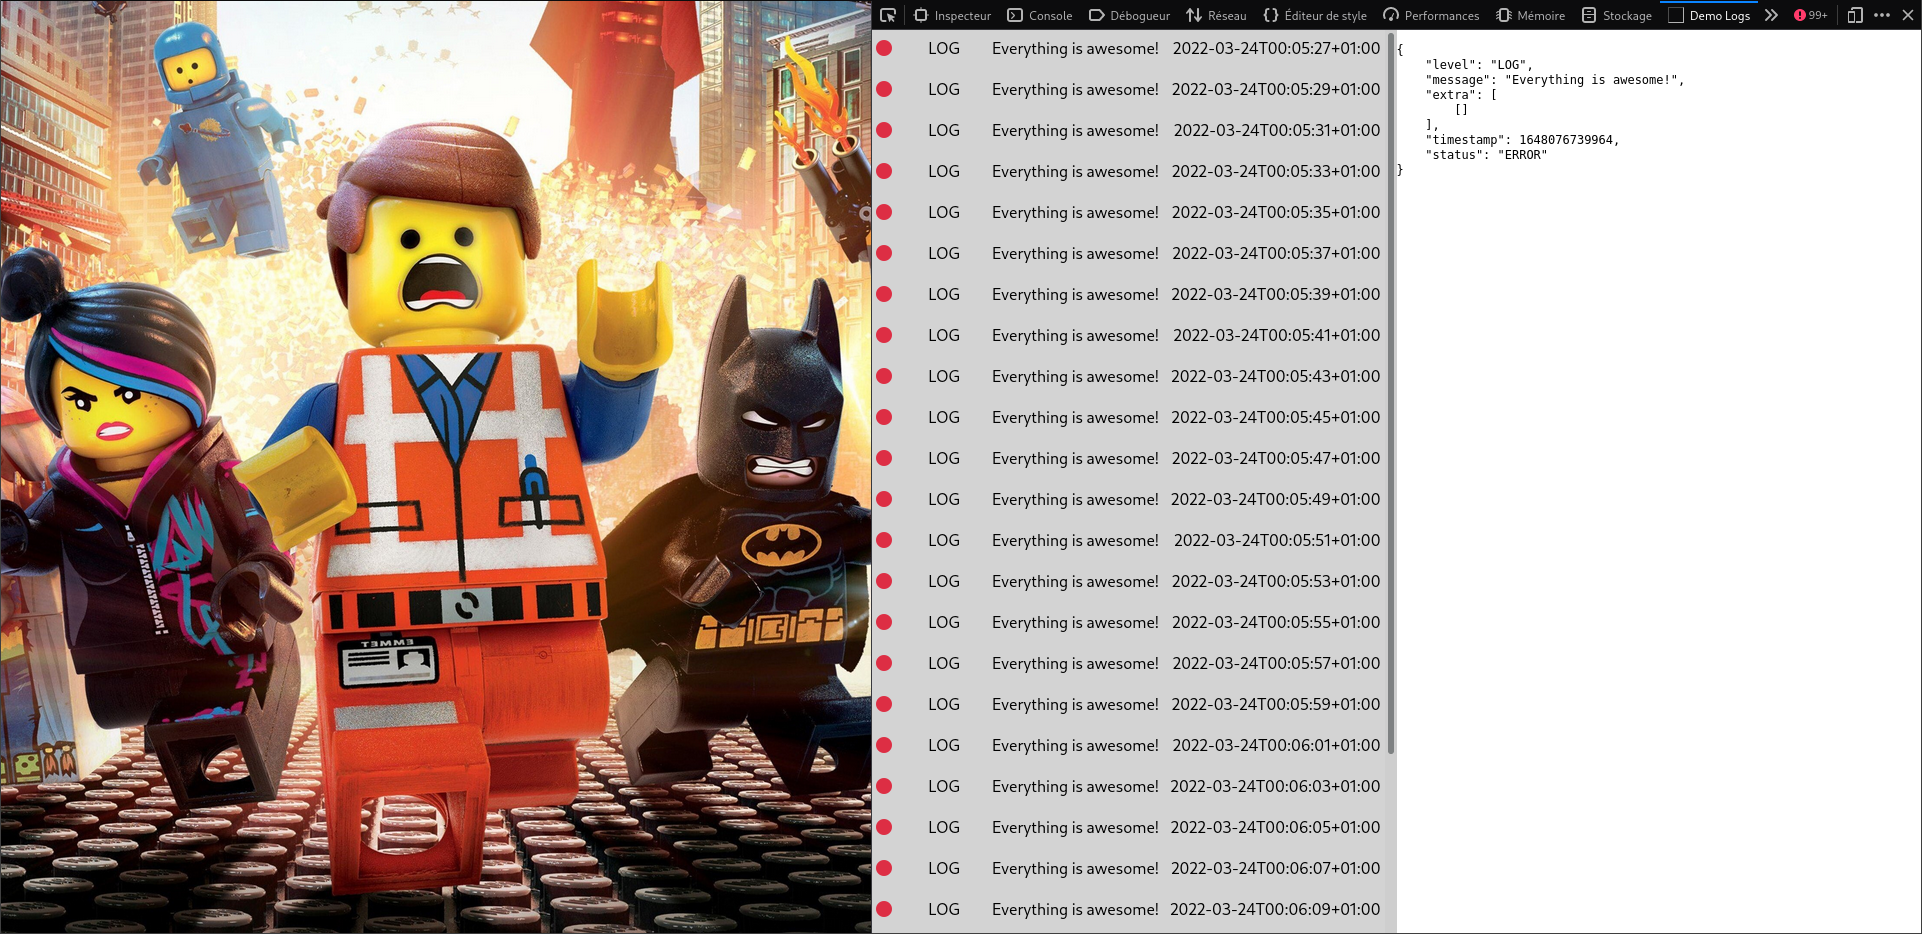 Inspecteur Console Débogueur Réseau Éditeur de style Performances Mémoire Stockage Demo Logs 99+
LOG Everything is awesome! 2022-03-24T00:05:27+01:00
LOG Everything is awesome! 2022-03-24T00:05:29+01:00
LOG Everything is awesome! 2022-03-24T00:05:31+01:00
LOG Everything is awesome! 2022-03-24T00:05:33+01:00
LOG Everything is awesome! 2022-03-24T00:05:35+01:00
LOG Everything is awesome! 2022-03-24T00:05:37+01:00
LOG Everything is awesome! 2022-03-24T00:05:39+01:00
LOG Everything is awesome! 2022-03-24T00:05:41+01:00
LOG Everything is awesome! 2022-03-24T00:05:43+01:00
LOG Everything is awesome! 2022-03-24T00:05:45+01:00
LOG Everything is awesome! 2022-03-24T00:05:47+01:00
LOG Everything is awesome! 2022-03-24T00:05:49+01:00
LOG Everything is awesome! 2022-03-24T00:05:51+01:00
LOG Everything is awesome! 2022-03-24T00:05:53+01:00
LOG Everything is awesome! 2022-03-24T00:05:55+01:00
LOG Everything is awesome! 2022-03-24T00:05:57+01:00
LOG Everything is awesome! 2022-03-24T00:05:59+01:00
LOG Everything is awesome! 2022-03-24T00:06:01+01:00
LOG Everything is awesome! 2022-03-24T00:06:03+01:00
LOG Everything is awesome! 2022-03-24T00:06:05+01:00
LOG Everything is awesome! 2022-03-24T00:06:07+01:00
LOG Everything is awesome! 2022-03-24T00:06:09+01:00
{
"level": "LOG",
"message": "Everything is awesome!",
"extra": [
[]
],
"timestamp": 1648076739964,
"status": "ERROR"
}
EMMET